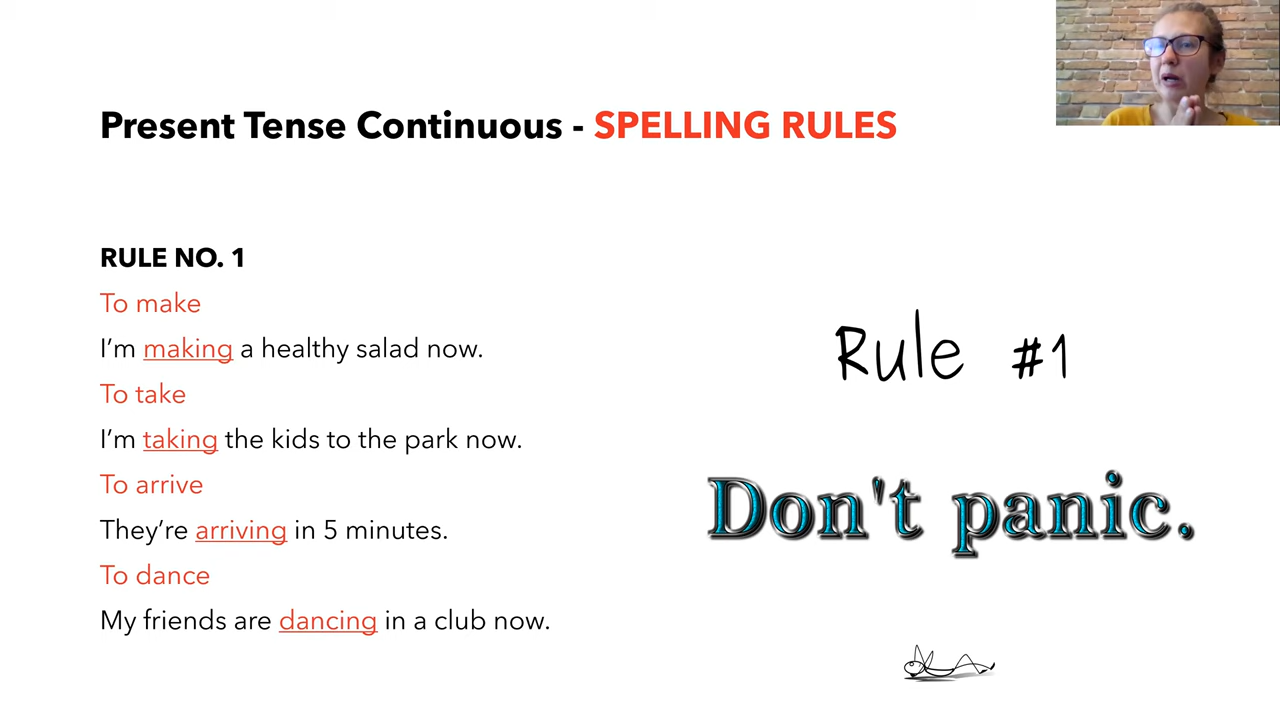 Present Tense Continuous - SPELLING RULES
RULE NO. 1
To make
I’m making a healthy salad now.
To take
I’m taking the kids to the park now.
To arrive
They’re arriving in 5 minutes.
To dance
My friends are dancing in a club now.
Rule #1
Don't panic.